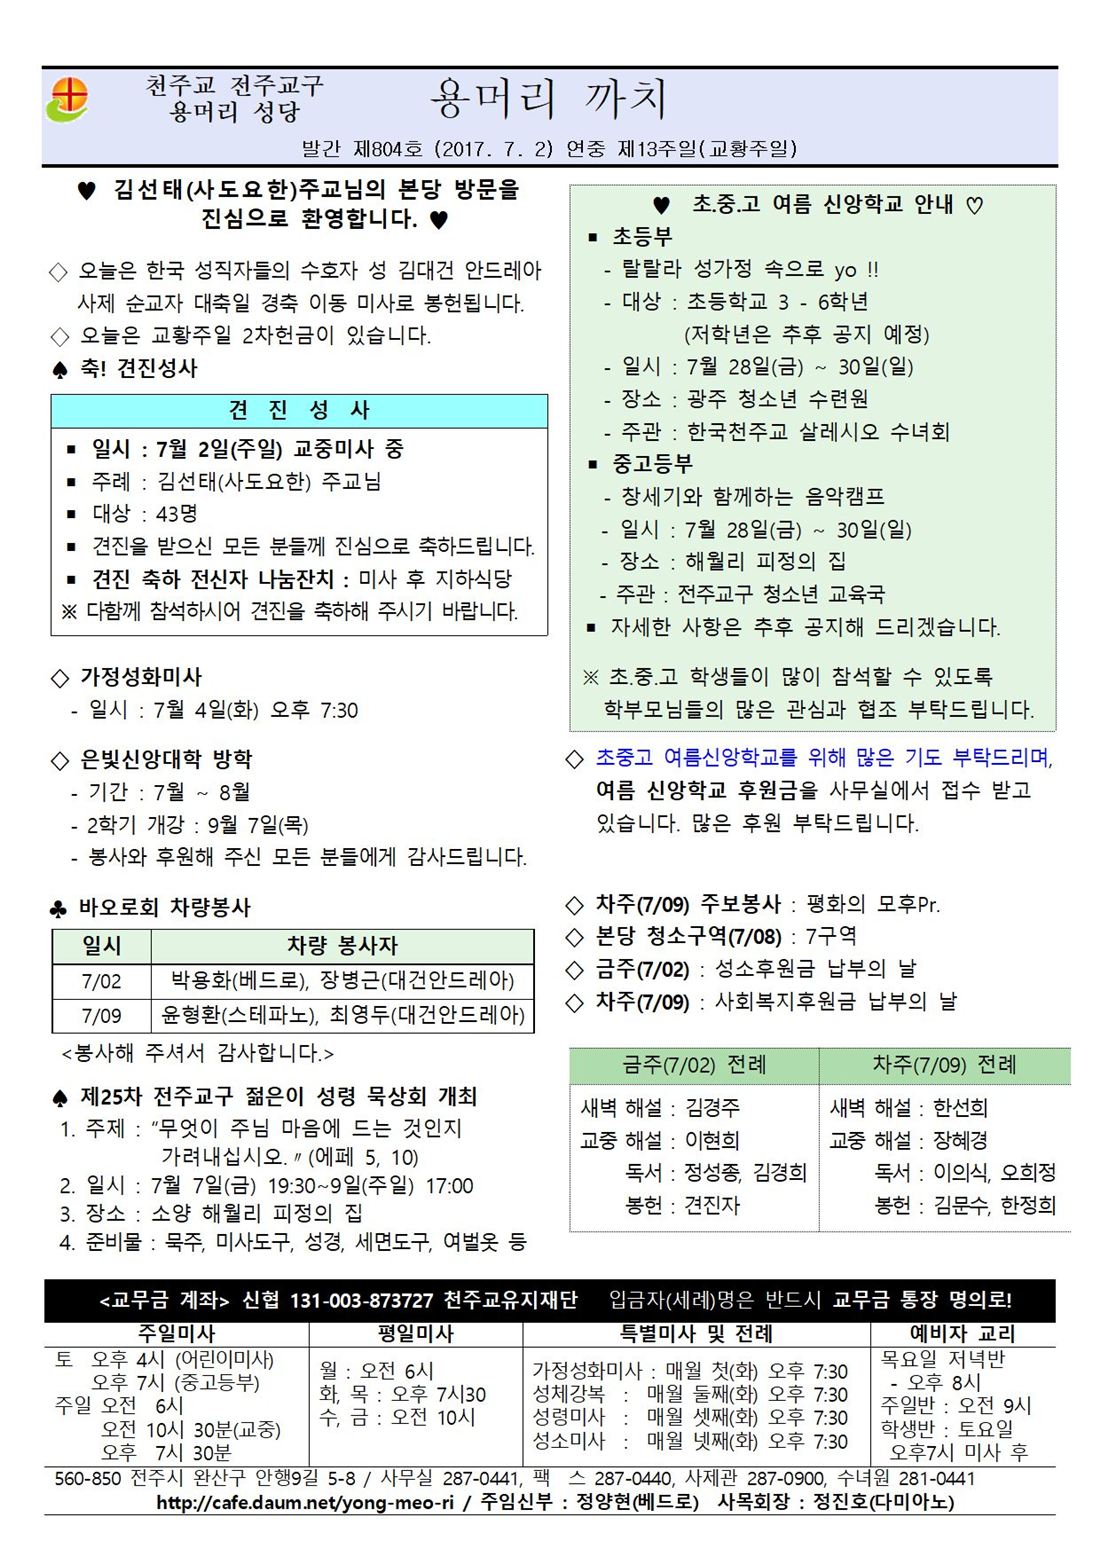 천주교 전주교구
용머리 성당
용머리 까치
발간 제804호 (2017. 7. 2) 연중 제13주일(교황주일)
♥ 김선태(사도요한)주교님의 본당 방문을
진심으로 환영합니다. ♥
◇ 오늘은 한국 성직자들의 수호자 성 김대건 안드레아
사제 순교자 대축일 경축 이동 미사로 봉헌됩니다.
◇ 오늘은 교황주일 2차헌금이 있습니다.
♠ 축! 견진성사
견 진 성 사
▪ 일시 : 7월 2일(주일) 교중미사 중
▪ 주례 : 김선태(사도요한) 주교님
▪ 대상 : 43명
▪ 견진을 받으신 모든 분들께 진심으로 축하드립니다.
▪ 견진 축하 전신자 나눔잔치 : 미사 후 지하식당
※ 다함께 참석하시어 견진을 축하해 주시기 바랍니다.
◇ 가정성화미사
- 일시 : 7월 4일(화) 오후 7:30
◇ 은빛신앙대학 방학
- 기간 : 7월 ~ 8월
- 2학기 개강 : 9월 7일(목)
- 봉사와 후원해 주신 모든 분들에게 감사드립니다.
♣ 바오로회 차량봉사
일시 차량 봉사자
7/02 박용화(베드로), 장병근(대건안드레아)
7/09 윤형환(스테파노), 최영두(대건안드레아)
<봉사해 주셔서 감사합니다.>
♠ 제25차 전주교구 젊은이 성령 묵상회 개최
1. 주제 : "무엇이 주님 마음에 드는 것인지
가려내십시오.〃(에페 5, 10)
2. 일시 : 7월 7일(금) 19:30~9일(주일) 17:00
3. 장소 : 소양 해월리 피정의 집
4. 준비물 : 묵주, 미사도구, 성경, 세면도구, 여벌옷 등
♥ 초.중.고 여름 신앙학교 안내 ♡
▪ 초등부
- 랄랄라 성가정 속으로 yo !!
- 대상 : 초등학교 3 - 6학년
(저학년은 추후 공지 예정)
- 일시 : 7월 28일(금) ~ 30일(일)
- 장소 : 광주 청소년 수련원
- 주관 : 한국천주교 살레시오 수녀회
▪ 중고등부
- 창세기와 함께하는 음악캠프
- 일시 : 7월 28일(금) ~ 30일(일)
- 장소 : 해월리 피정의 집
- 주관 : 전주교구 청소년 교육국
▪ 자세한 사항은 추후 공지해 드리겠습니다.
※ 초.중.고 학생들이 많이 참석할 수 있도록
학부모님들의 많은 관심과 협조 부탁드립니다.
◇ 초중고 여름신앙학교를 위해 많은 기도 부탁드리며,
여름 신앙학교 후원금을 사무실에서 접수 받고
있습니다. 많은 후원 부탁드립니다.
◇ 차주(7/09) 주보봉사 : 평화의 모후Pr.
◇ 본당 청소구역(7/08) : 7구역
◇ 금주(7/02) : 성소후원금 납부의 날
◇ 차주(7/09) : 사회복지후원금 납부의 날
금주(7/02) 전례 차주(7/09) 전례
새벽 해설 : 김경주 새벽 해설 : 한선희
교중 해설 : 이현희 교중 해설 : 장혜경
독서 : 정성종, 김경희 독서 : 이의식, 오희정
봉헌 : 견진자 봉헌 : 김문수, 한정희
<교무금 계좌> 신협 131-003-873727 천주교유지재단 입금자(세례)명은 반드시 교무금 통장 명의로!
주일미사 평일미사 특별미사 및 전례 예비자 교리
토 오후 4시 (어린이미사)
오후 7시 (중고등부)
주일 오전 6시
오전 10시 30분(교중)
오후 7시 30분
월 : 오전 6시
화, 목 : 오후 7시30
수, 금 : 오전 10시
가정성화미사 : 매월 첫(화) 오후 7:30
성체강복 : 매월 둘째(화) 오후 7:30
성령미사 : 매월 셋째(화) 오후 7:30
성소미사 : 매월 넷째(화) 오후 7:30
목요일 저녁반
- 오후 8시
주일반 : 오전 9시
학생반 : 토요일
오후7시 미사 후
560-850 전주시 완산구 안행9길 5-8 / 사무실 287-0441, 팩 스 287-0440, 사제관 287-0900, 수녀원 281-0441
http://cafe.daum.net/yong-meo-ri / 주임신부 : 정양현(베드로) 사목회장 : 정진호(다미아노)